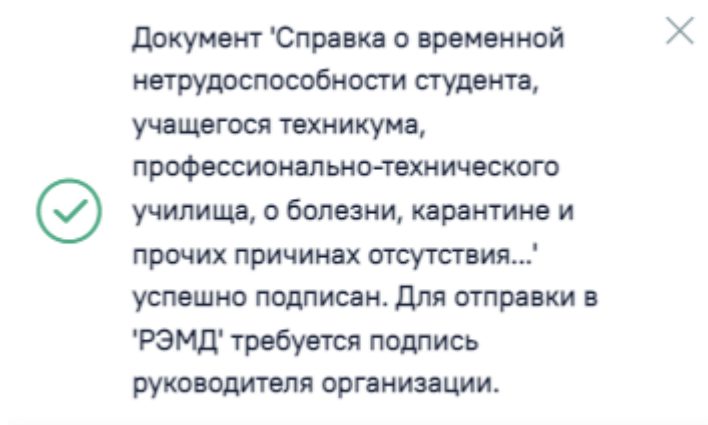 Документ 'Справка о временной
нетрудоспособности студента,
учащегося техникума,
профессионально-технического
училища, о болезни, карантине и
прочих причинах отсутствия...'
успешно подписан. Для отправки в
'РЭМД' требуется подпись
руководителя организации.